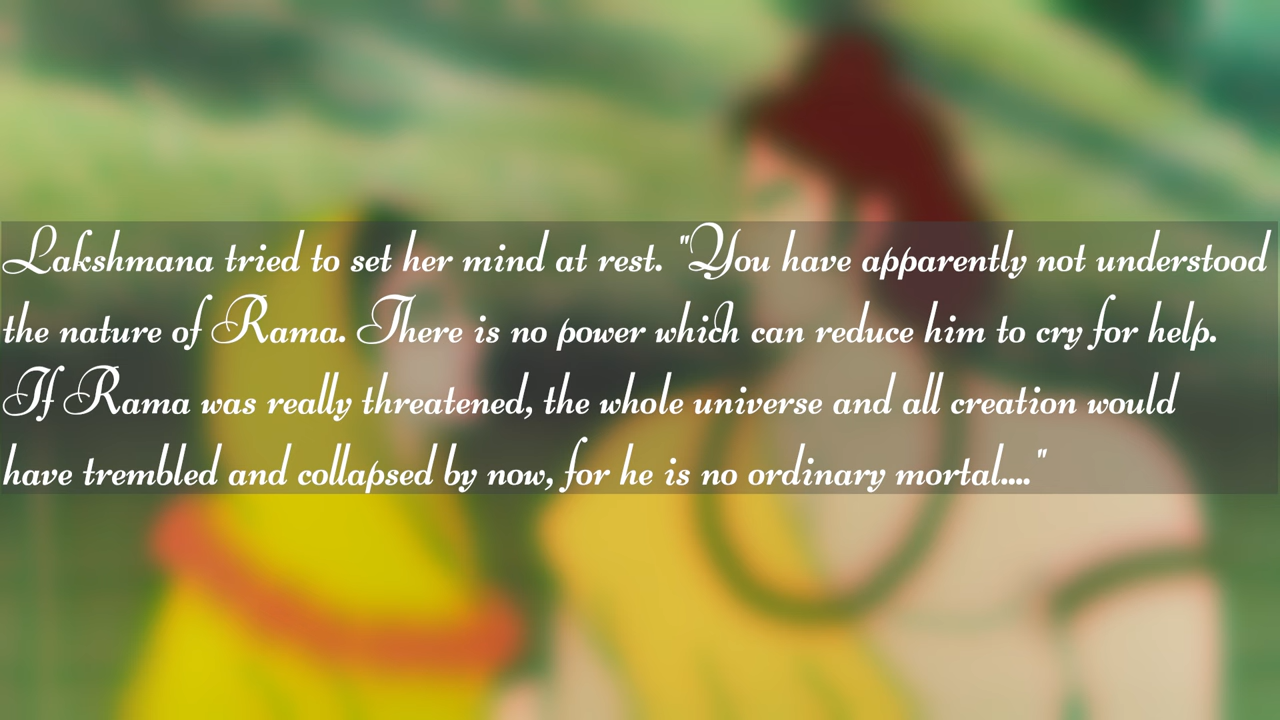 Lakshmana tried to set her mind at rest. "You have apparently not understood
the nature of Rama. There is no power which can reduce him to cry for help.
If Rama was really threatened, the whole universe and all creation would
have trembled and collapsed by now, for he is no ordinary mortal...."